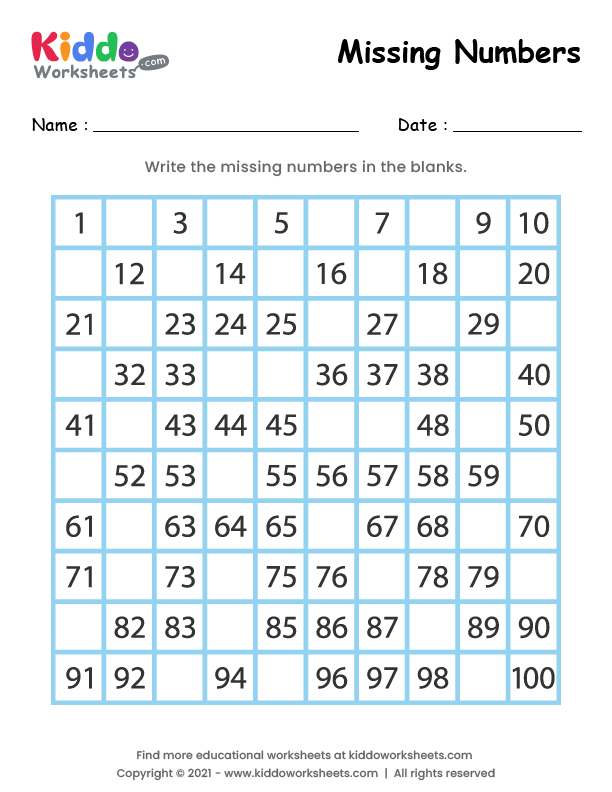 Kiddo
Worksheets.com
Missing Numbers
Name : Date :
Write the missing numbers in the blanks.
1 3 5 7 9 10
12 14 16 18 20
21 23 24 25 27 29
32 33 36 37 38 40
41 43 44 45 48 50
52 53 55 56 57 58 59
61 63 64 65 67 68 70
71 73 75 76 78 79
82 83 85 86 87 89 90
91 92 94 96 97 98 100
Find more educational worksheets at kiddoworksheets.com
Copyright © 2021 - www.kiddoworksheets.com | All rights reserved